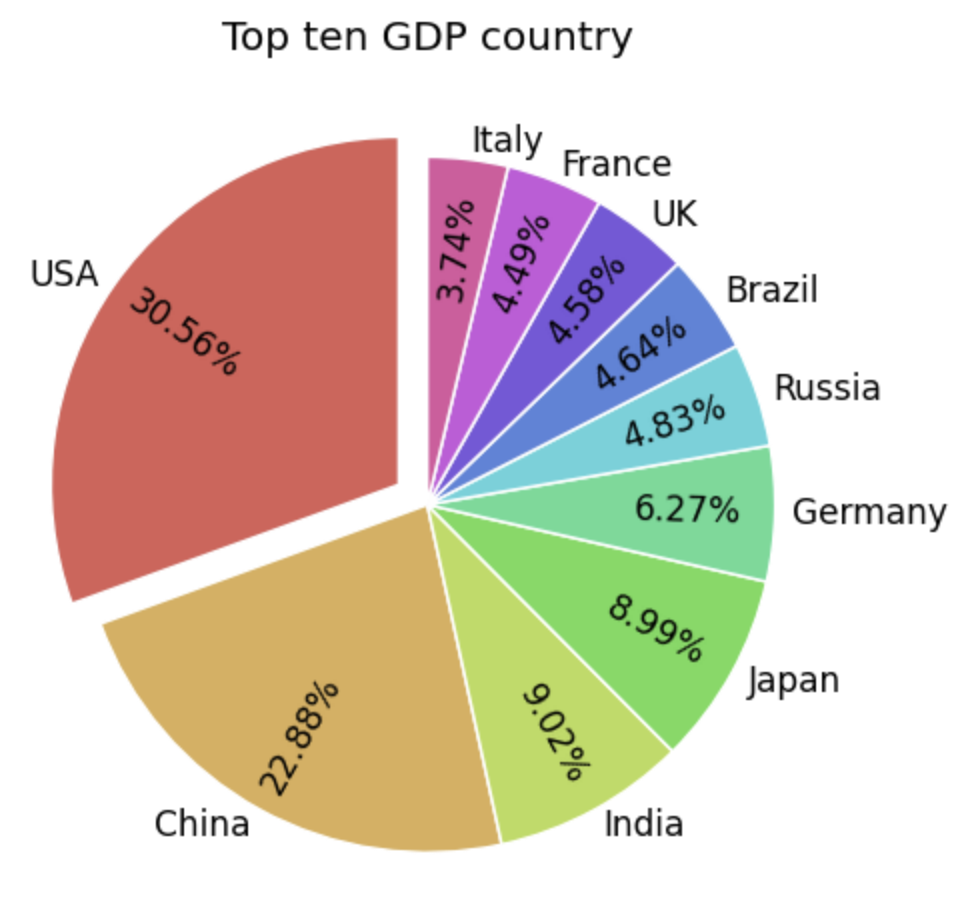 Top ten GDP country
USA
30.56%
China
22.88%
India
9.02%
Japan
8.99%
Germany
6.27%
Russia
4.83%
Brazil
4.64%
UK
4.58%
France
4.49%
Italy
3.74%